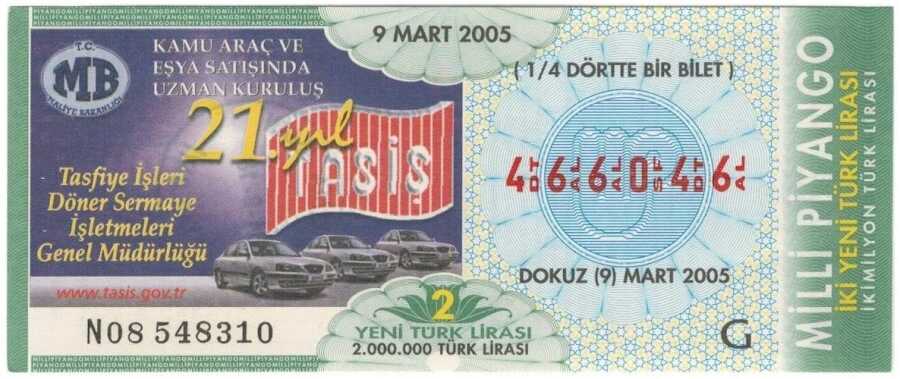 T.C.
MB
MALİYE BAKANLIĞI
KAMU ARAÇ VE
EŞYA SATIŞINDA
UZMAN KURULUŞ
21.yıl
TASİŞ
Tasfiye İşleri
Döner Sermaye
İşletmeleri
Genel Müdürlüğü
www.tasis.gov.tr
N08 548310
2
YENİ TÜRK LİRASI
2.000.000 TÜRK LİRASI
9 MART 2005
( 1/4 DÖRTTE BİR BİLET )
4 6 6 0 4 6
DOKUZ (9) MART 2005
G
MİLLİ PİYANGO
İKİ YENİ TÜRK LİRASI
İKİMİLYON TÜRK LİRASI